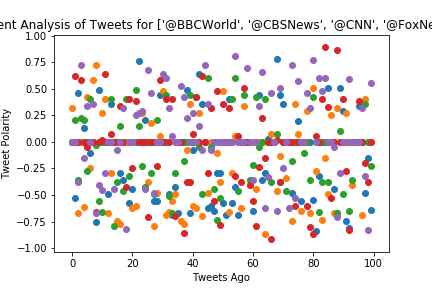 ent Analysis of Tweets for ['@BBCWorld', '@CBSNews', '@CNN', '@FoxNe
1.00
0.75
0.50
0.25
0.00
−0.25
−0.50
−0.75
−1.00
Tweet Polarity
0 20 40 60 80 100
Tweets Ago